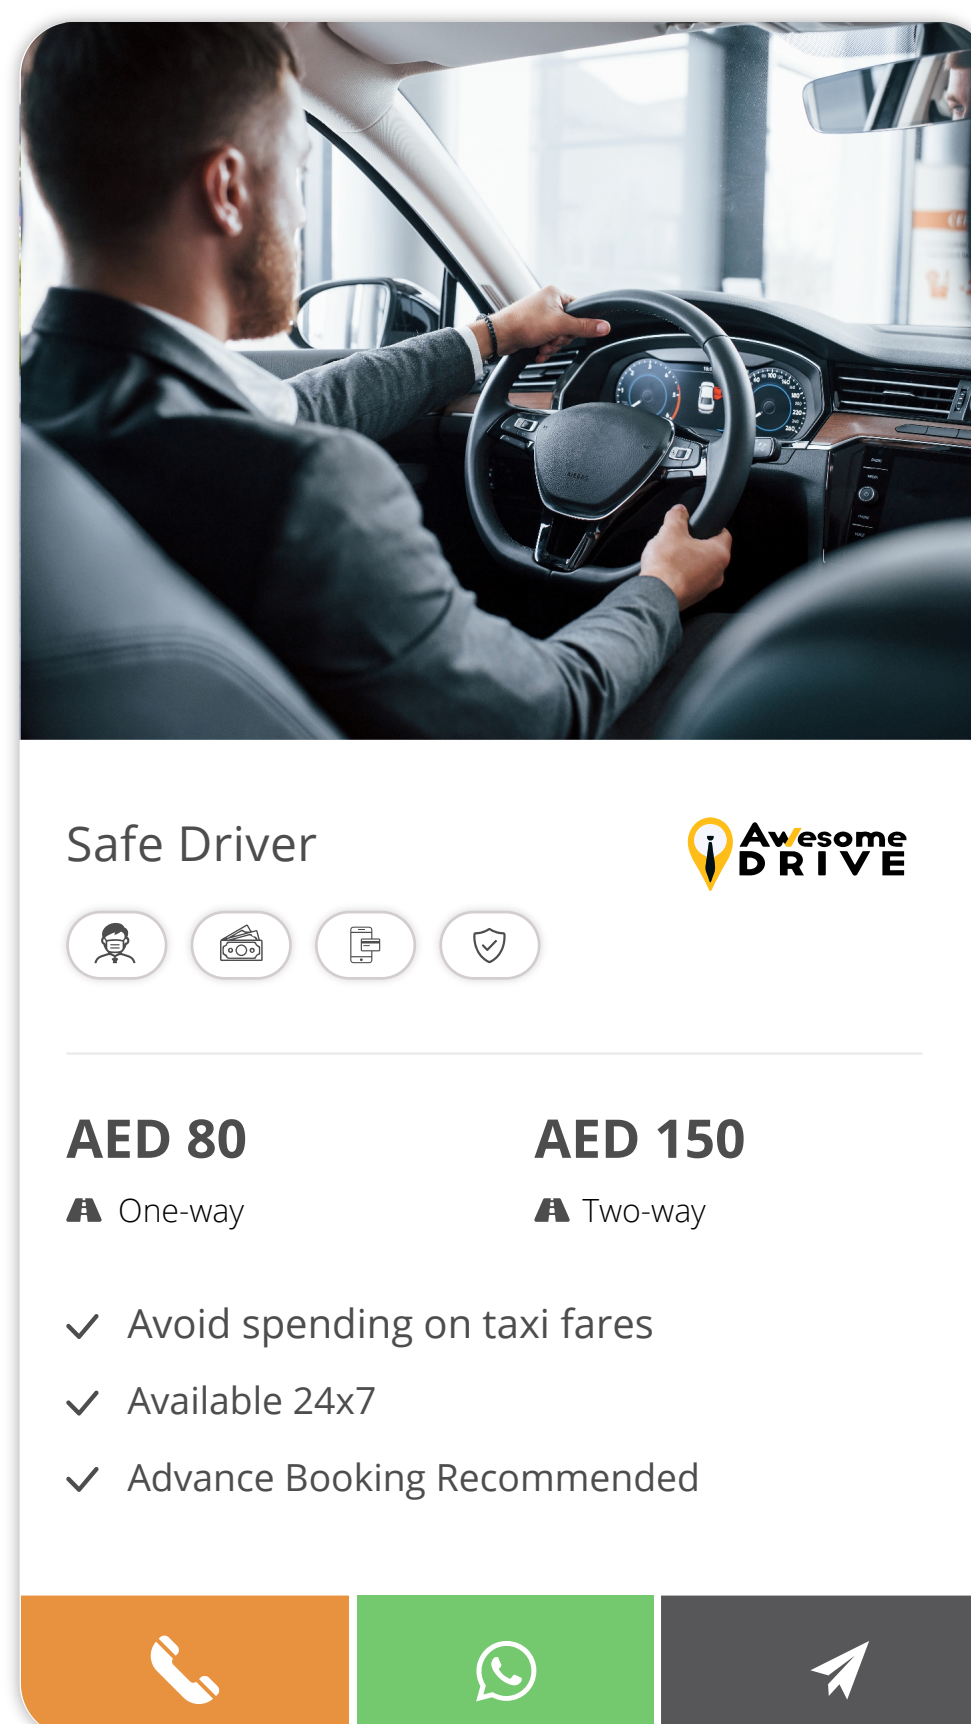 Safe Driver
Awesome
DRIVE
AED 80
AED 150
One-way
Two-way
Avoid spending on taxi fares
Available 24x7
Advance Booking Recommended